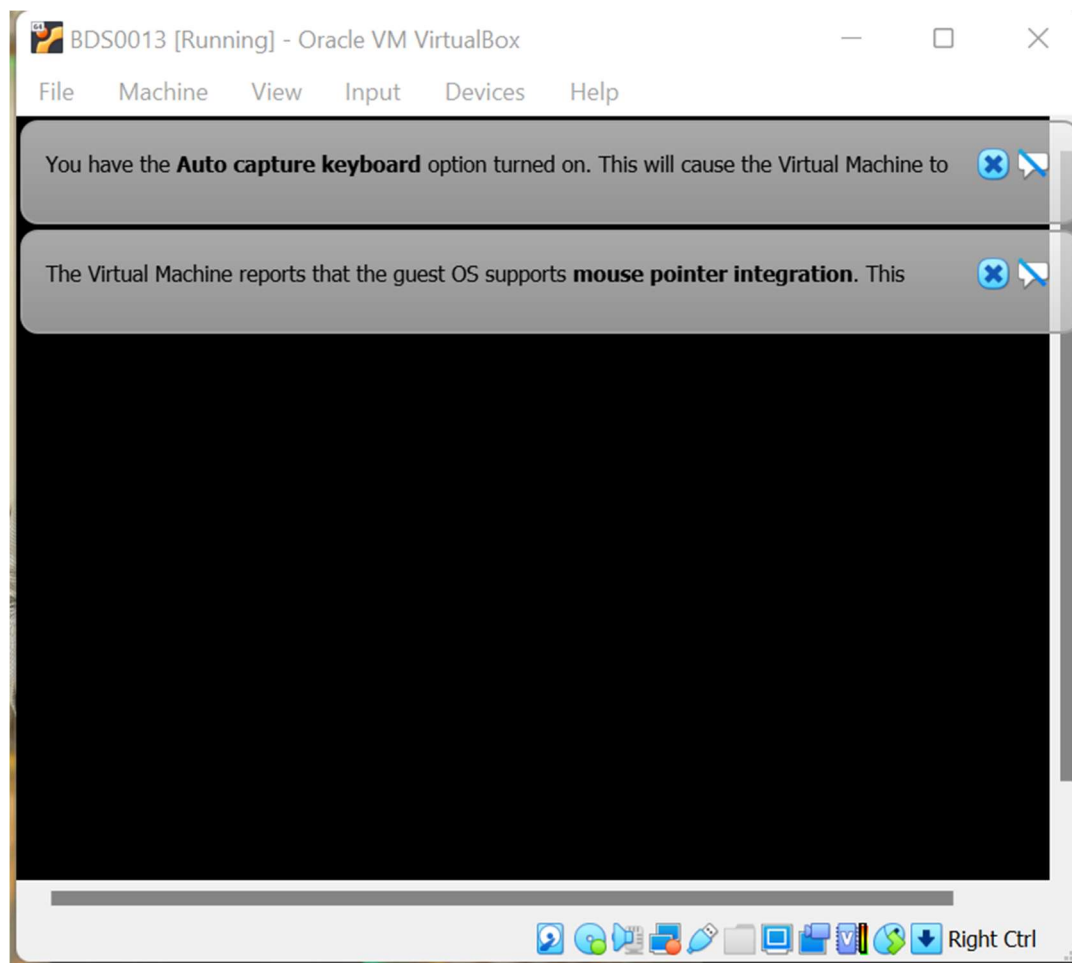 BDS0013 [Running] - Oracle VM VirtualBox
File Machine View Input Devices Help
You have the Auto capture keyboard option turned on. This will cause the Virtual Machine to
The Virtual Machine reports that the guest OS supports mouse pointer integration. This
Right Ctrl